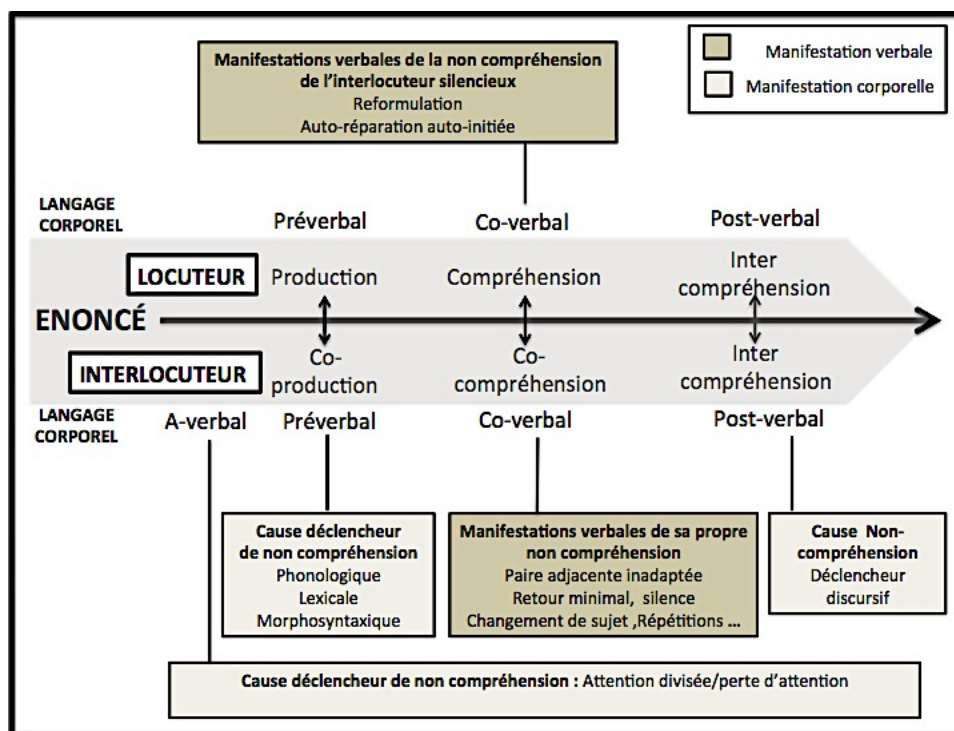 Manifestations verbales de la non compréhension
de l'interlocuteur silencieux
Reformulation
Auto-réparation auto-initiée
Manifestation verbale
Manifestation corporelle
LANGAGE
CORPOREL
Préverbal
Co-verbal
Post-verbal
LOCUTEUR
Production
Compréhension
Inter
compréhension
ENONCÉ
INTERLOCUTEUR
Co-
production
Co-
compréhension
Inter
compréhension
LANGAGE
CORPOREL
A-verbal
Préverbal
Co-verbal
Post-verbal
Cause déclencheur
de non compréhension
Phonologique
Lexicale
Morphosyntaxique
Manifestations verbales de sa propre
non compréhension
Paire adjacente inadaptée
Retour minimal, silence
Changement de sujet ,Répétitions ...
Cause Non-
compréhension
Déclencheur
discursif
Cause déclencheur de non compréhension : Attention divisée/perte d'attention